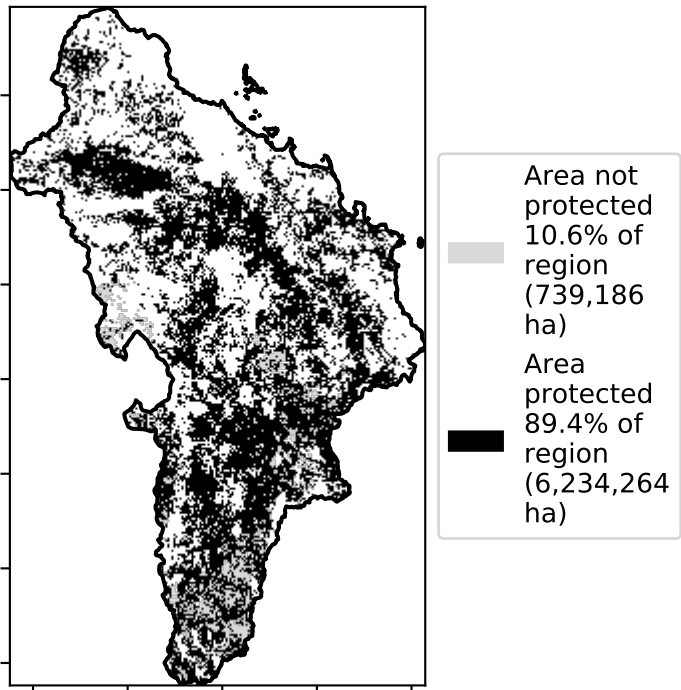 Area not
protected
10.6% of
region
(739,186
ha)
Area
protected
89.4% of
region
(6,234,264
ha)